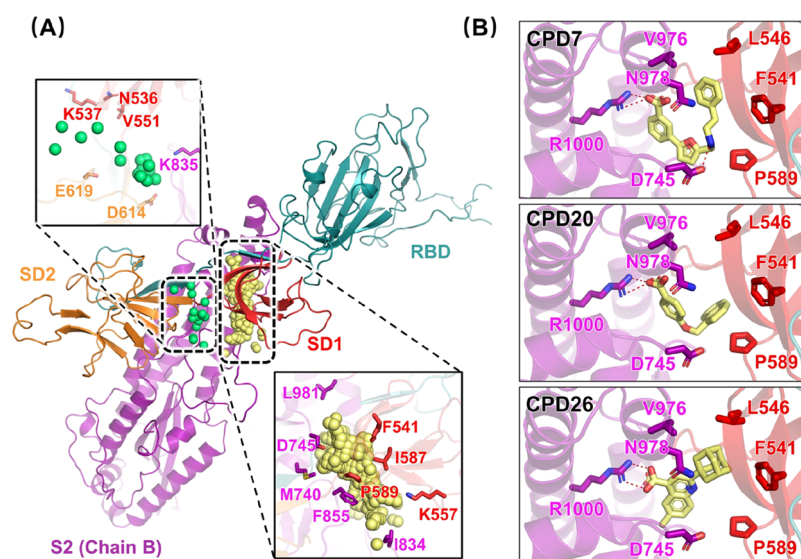 (A)
N536
K537
V551
K835
E619
D614
RBD
SD2
SD1
L981
F541
D745
I587
M740
P589
F855
K557
I834
S2 (Chain B)
(B)
CPD7
V976
L546
N978
F541
R1000
D745
P589
CPD20
V976
L546
N978
F541
R1000
D745
P589
CPD26
V976
L546
N978
F541
R1000
D745
P589